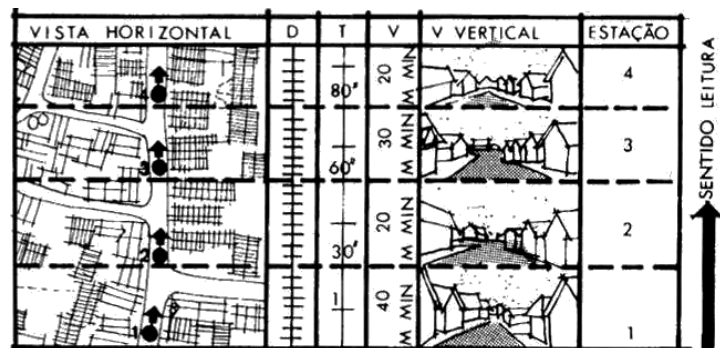 VISTA HORIZONTAL D T V V VERTICAL ESTAÇÃO
4 80" 20 M MIN 4
3 60" 30 M MIN 3
2 30" 20 M MIN 2
1 1 40 M MIN 1
SENTIDO LEITURA